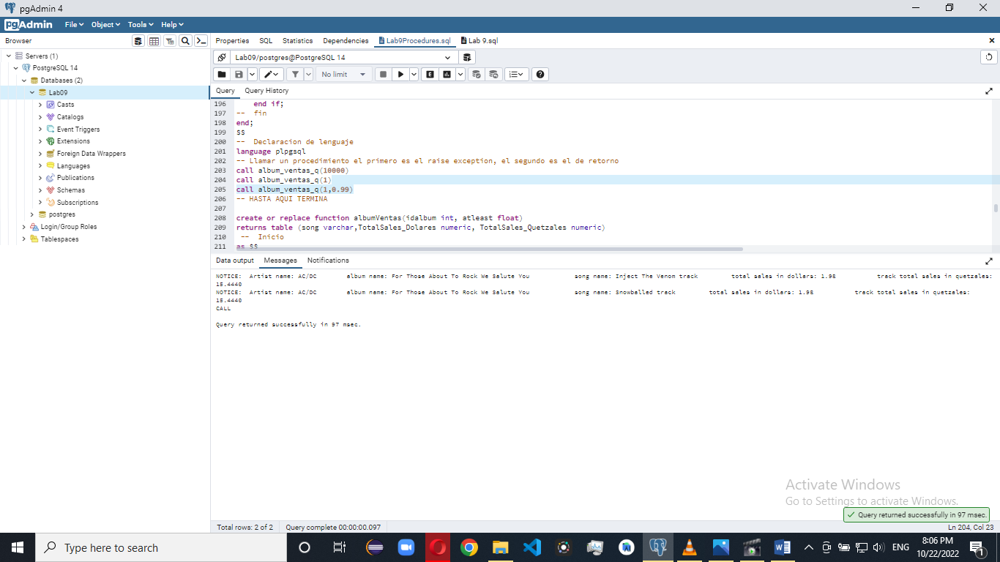 pgAdmin 4
pgAdmin File Object Tools Help
Browser
Properties SQL Statistics Dependencies Lab9Procedures.sql Lab 9.sql
Servers (1)
PostgreSQL 14
Databases (2)
Lab09
Casts
Catalogs
Event Triggers
Extensions
Foreign Data Wrappers
Languages
Publications
Schemas
Subscriptions
postgres
Login/Group Roles
Tablespaces
Lab09/postgres@PostgreSQL 14
No limit
E
Query Query History
196 end if;
197 -- fin
198 end;
199 $$
200 -- Declaracion de lenguaje
201 language plpgsql
202 -- Llamar un procedimiento el primero es el raise exception, el segundo es el de retorno
203 call album_ventas_q(10000)
204 call album_ventas_q(1)
205 call album_ventas_q(1,0.99)
206 -- HASTA AQUI TERMINA
207
208 create or replace function albumVentas(idalbum int, atleast float)
209 returns table (song varchar,TotalSales_Dolares numeric, TotalSales_Quetzales numeric)
210 -- Inicio
211 as $$
Data output Messages Notifications
NOTICE: Artist name: AC/DC album name: For Those About To Rock We Salute You song name: Inject The Venom track total sales in dollars: 1.98 track total sales in quetzales:
15.4440
NOTICE: Artist name: AC/DC album name: For Those About To Rock We Salute You song name: Snowballed track total sales in dollars: 1.98 track total sales in quetzales:
15.4440
CALL
Query returned successfully in 97 msec.
Activate Windows
Go to Settings to activate Windows.
Query returned successfully in 97 msec.
Total rows: 2 of 2 Query complete 00:00:00.097 Ln 204, Col 23
Type here to search
ENG
8:06 PM
10/22/2022
1